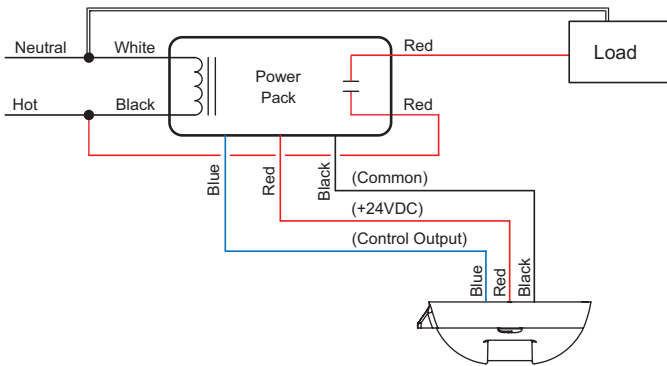 Neutral
White
Red
Load
Power
Pack
Hot
Black
Red
Blue
Red
Black
(Common)
(+24VDC)
(Control Output)
Blue
Red
Black